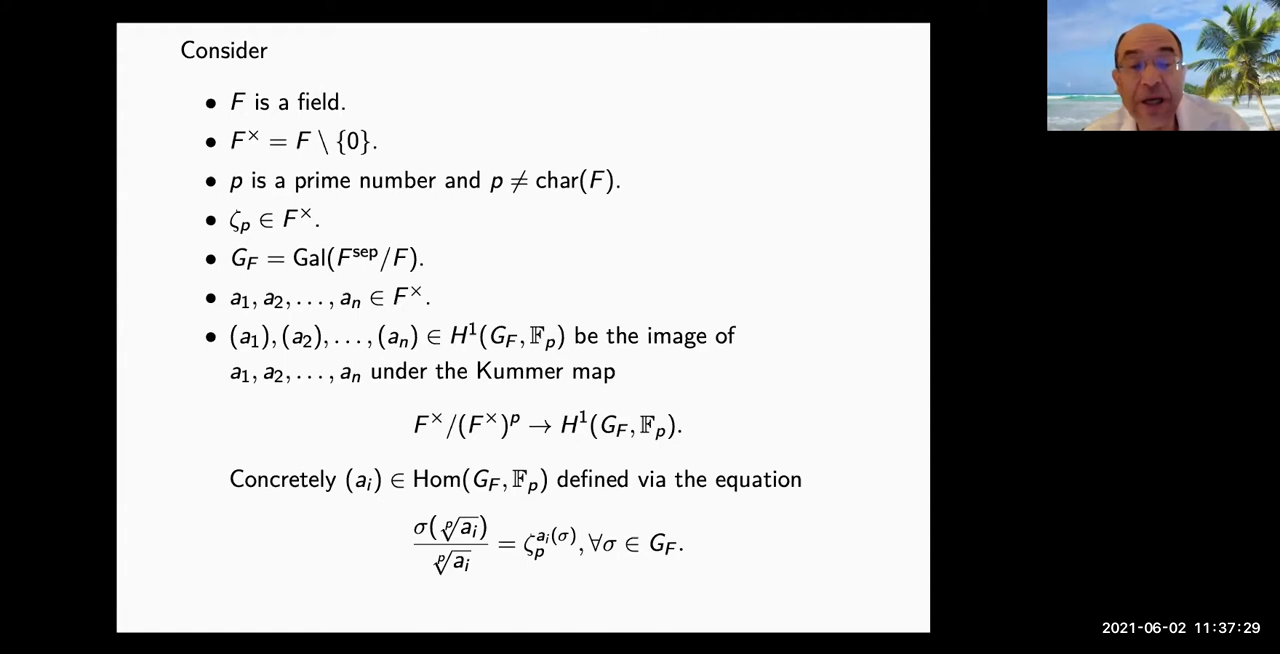 Consider
• F is a field.
• F^× = F \ {0}.
• p is a prime number and p ≠ char(F).
• ζ_p ∈ F^×.
• G_F = Gal(F^sep/F).
• a_1, a_2, . . . , a_n ∈ F^×.
• (a_1), (a_2), . . . , (a_n) ∈ H^1(G_F, 𝔽_p) be the image of
a_1, a_2, . . . , a_n under the Kummer map
F^×/(F^×)^p → H^1(G_F, 𝔽_p).
Concretely (a_i) ∈ Hom(G_F, 𝔽_p) defined via the equation
σ(\sqrt[p]{a_i}) / \sqrt[p]{a_i} = ζ_p^{a_i(σ)}, ∀σ ∈ G_F.
2021-06-02 11:37:29